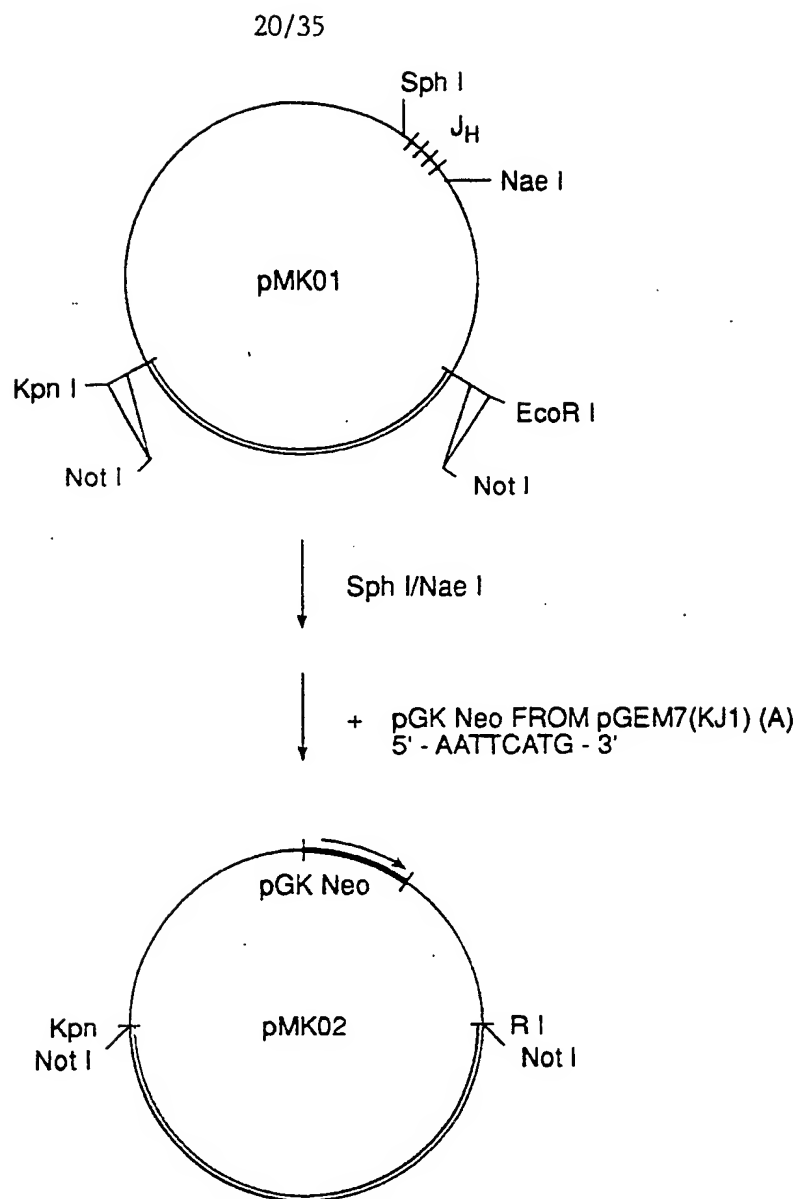 20/35
Sph I
JH
Nae I
pMK01
Kpn I
EcoR I
Not I
Not I
Sph I/Nae I
+ pGK Neo FROM pGEM7(KJ1) (A)
5' - AATTCATG - 3'
pGK Neo
Kpn
Not I
pMK02
R I
Not I